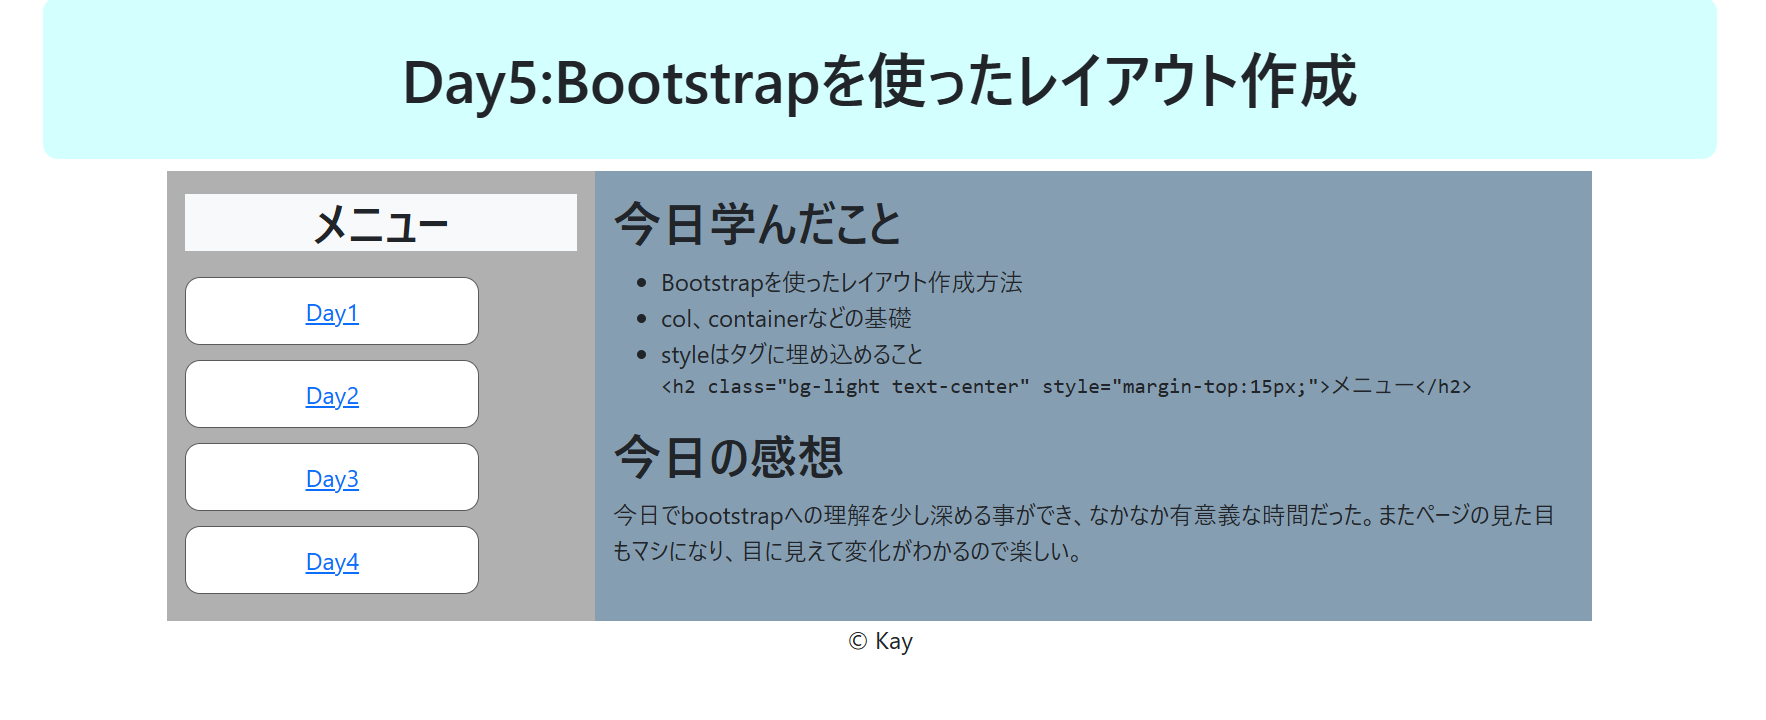 Day5:Bootstrapを使ったレイアウト作成
メニュー
Day1
Day2
Day3
Day4
今日学んだこと
Bootstrapを使ったレイアウト作成方法
col、containerなどの基礎
styleはタグに埋め込めること
<h2 class="bg-light text-center" style="margin-top:15px;">メニュー</h2>
今日の感想
今日でbootstrapへの理解を少し深める事ができ、なかなか有意義な時間だった。またページの見た目
もマシになり、目に見えて変化がわかるので楽しい。
© Kay